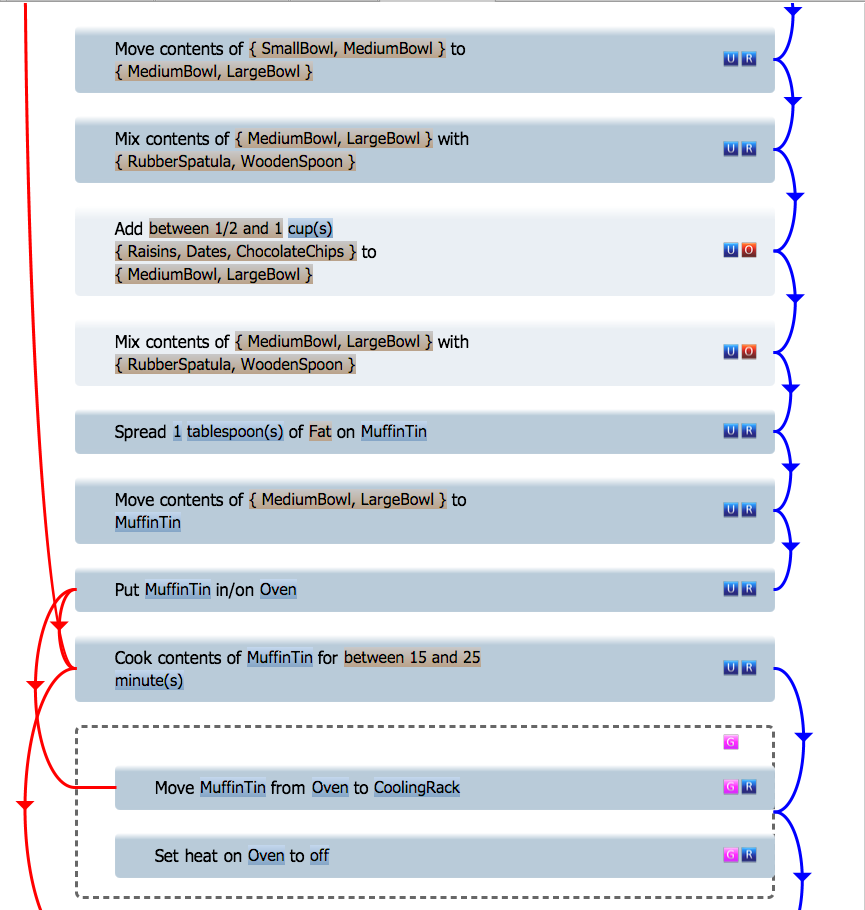 Move contents of { SmallBowl, MediumBowl } to
{ MediumBowl, LargeBowl }
U R
Mix contents of { MediumBowl, LargeBowl } with
{ RubberSpatula, WoodenSpoon }
U R
Add between 1/2 and 1 cup(s)
{ Raisins, Dates, ChocolateChips } to
{ MediumBowl, LargeBowl }
U O
Mix contents of { MediumBowl, LargeBowl } with
{ RubberSpatula, WoodenSpoon }
U O
Spread 1 tablespoon(s) of Fat on MuffinTin
U R
Move contents of { MediumBowl, LargeBowl } to
MuffinTin
U R
Put MuffinTin in/on Oven
U R
Cook contents of MuffinTin for between 15 and 25
minute(s)
U R
G
Move MuffinTin from Oven to CoolingRack
G R
Set heat on Oven to off
G R